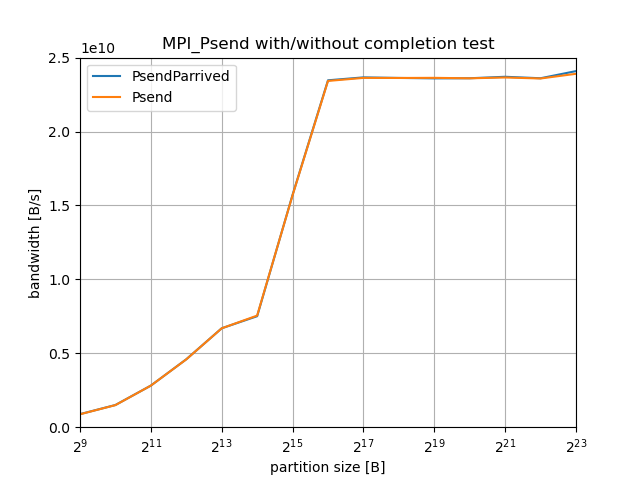 MPI_Psend with/without completion test
1e10
PsendParrived
Psend
2.5
2.0
1.5
1.0
0.5
0.0
bandwidth [B/s]
2^9 2^11 2^13 2^15 2^17 2^19 2^21 2^23
partition size [B]